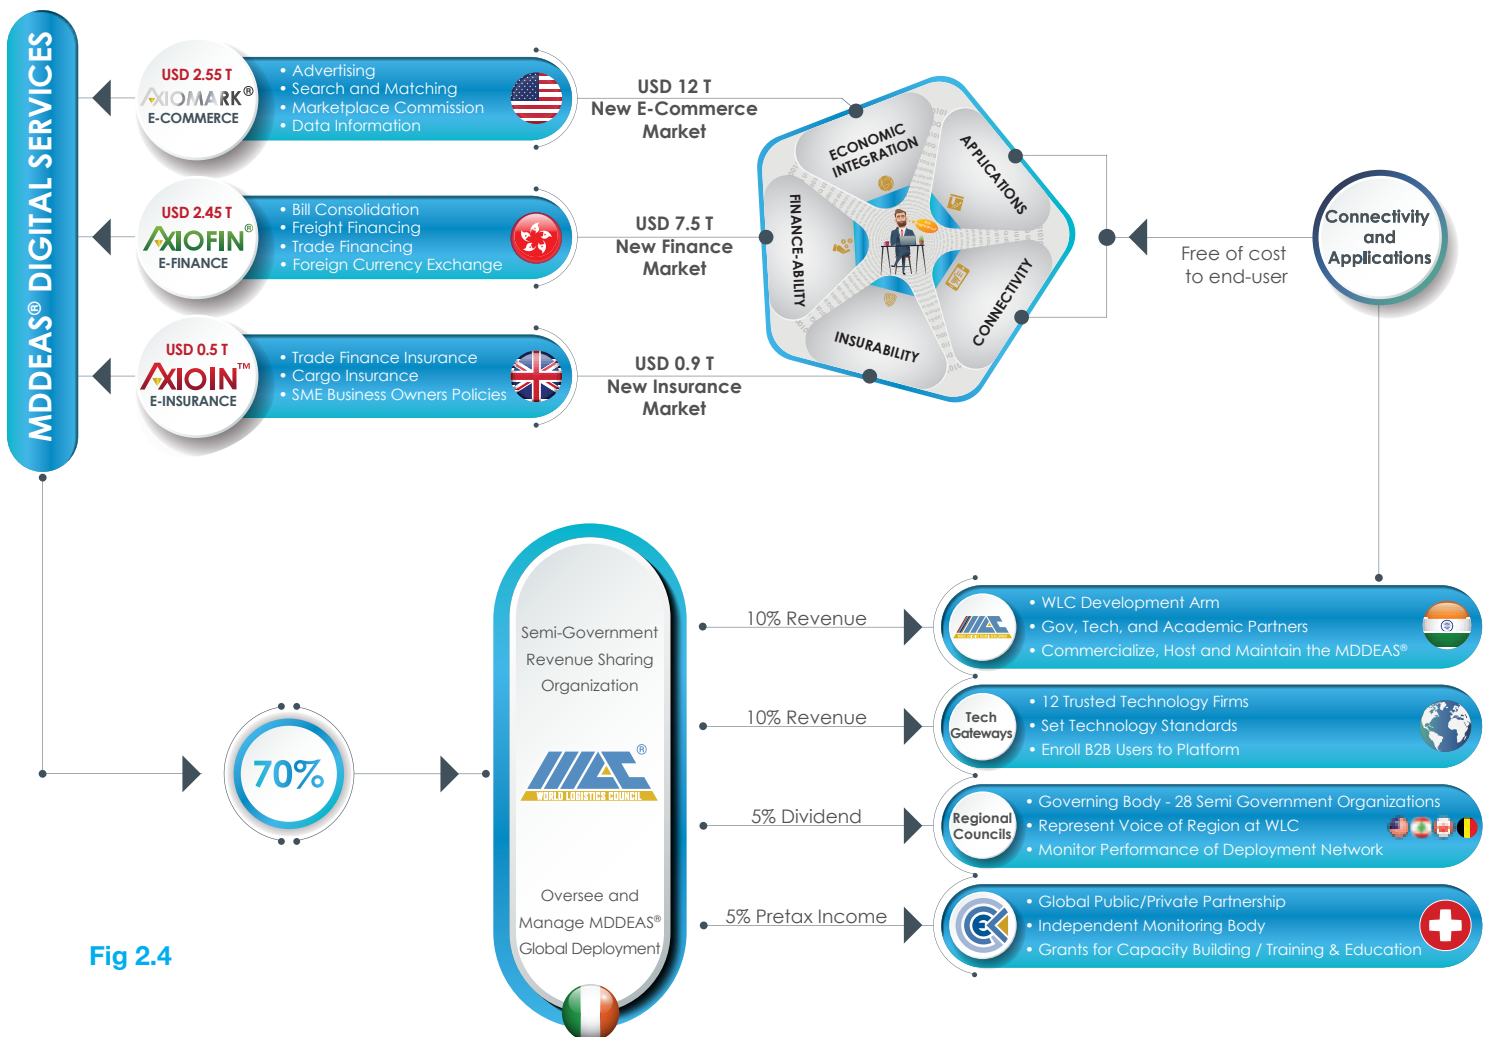 MDDEAS® DIGITAL SERVICES
USD 2.55 T
AXIOMARK®
E-COMMERCE
• Advertising
• Search and Matching
• Marketplace Commission
• Data Information
USD 12 T
New E-Commerce
Market
USD 2.45 T
AXIOFIN®
E-FINANCE
• Bill Consolidation
• Freight Financing
• Trade Financing
• Foreign Currency Exchange
USD 7.5 T
New Finance
Market
USD 0.5 T
AXIOIN™
E-INSURANCE
• Trade Finance Insurance
• Cargo Insurance
• SME Business Owners Policies
USD 0.9 T
New Insurance
Market
ECONOMIC
INTEGRATION
APPLICATIONS
FINANCE-ABILITY
CONNECTIVITY
INSURABILITY
Free of cost
to end-user
Connectivity
and
Applications
70%
Semi-Government
Revenue Sharing
Organization
®
WORLD LOGISTICS COUNCIL
Oversee and
Manage MDDEAS®
Global Deployment
10% Revenue
• WLC Development Arm
• Gov, Tech, and Academic Partners
• Commercialize, Host and Maintain the MDDEAS®
10% Revenue
Tech
Gateways
• 12 Trusted Technology Firms
• Set Technology Standards
• Enroll B2B Users to Platform
5% Dividend
Regional
Councils
• Governing Body - 28 Semi Government Organizations
• Represent Voice of Region at WLC
• Monitor Performance of Deployment Network
5% Pretax Income
• Global Public/Private Partnership
• Independent Monitoring Body
• Grants for Capacity Building / Training & Education
Fig 2.4